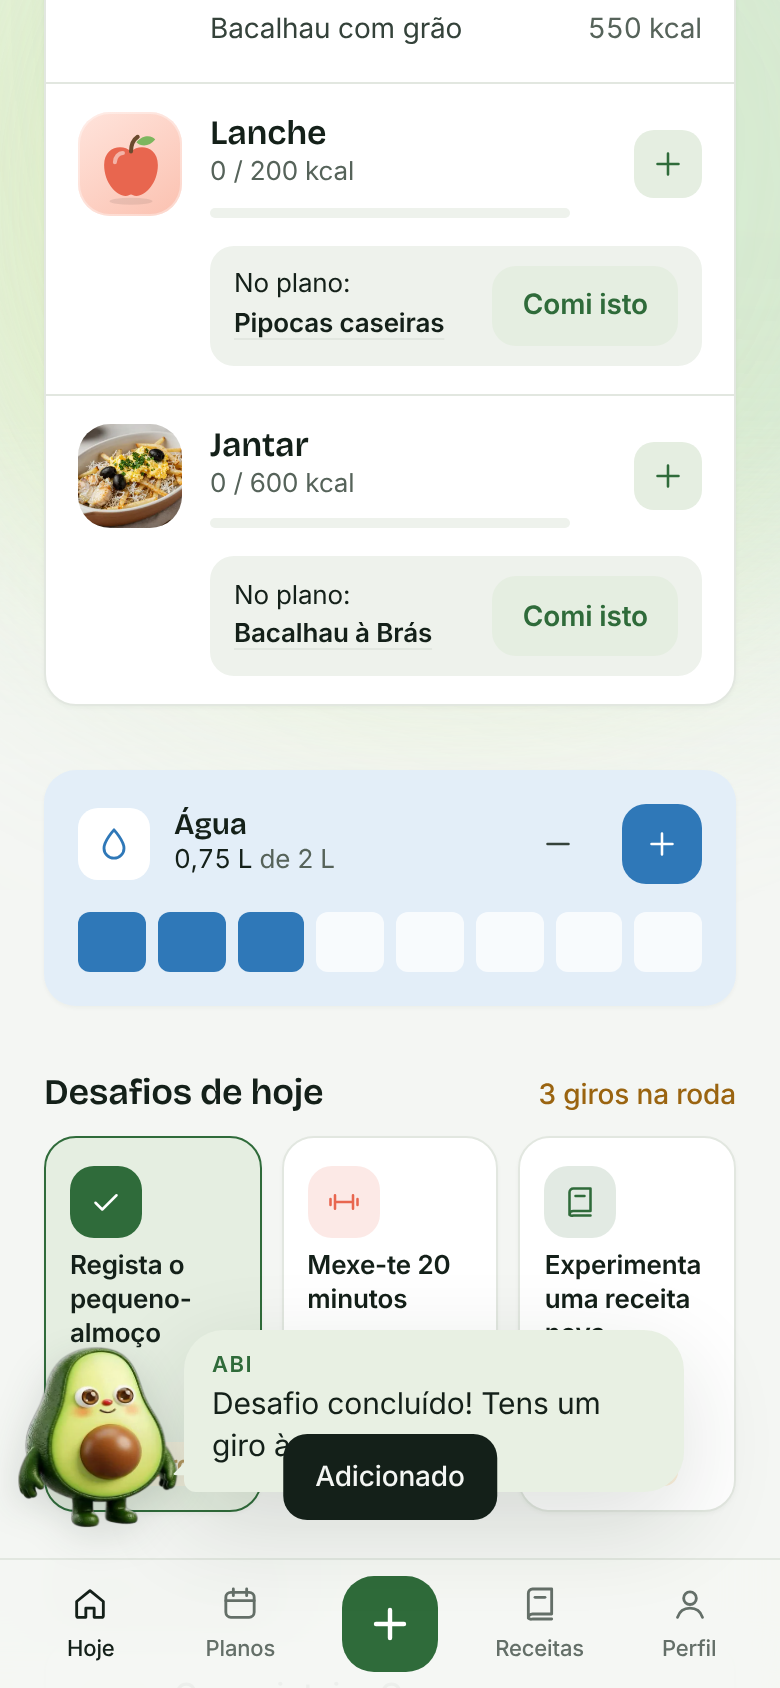 Bacalhau com grão 550 kcal
Lanche
0 / 200 kcal
No plano:
Pipocas caseiras
Comi isto
Jantar
0 / 600 kcal
No plano:
Bacalhau à Brás
Comi isto
Água
0,75 L de 2 L
Desafios de hoje
3 giros na roda
Regista o
pequeno-
almoço
Mexe-te 20
minutos
Experimenta
uma receita
ABI
Desafio concluído! Tens um
giro à
Adicionado
Hoje
Planos
Receitas
Perfil